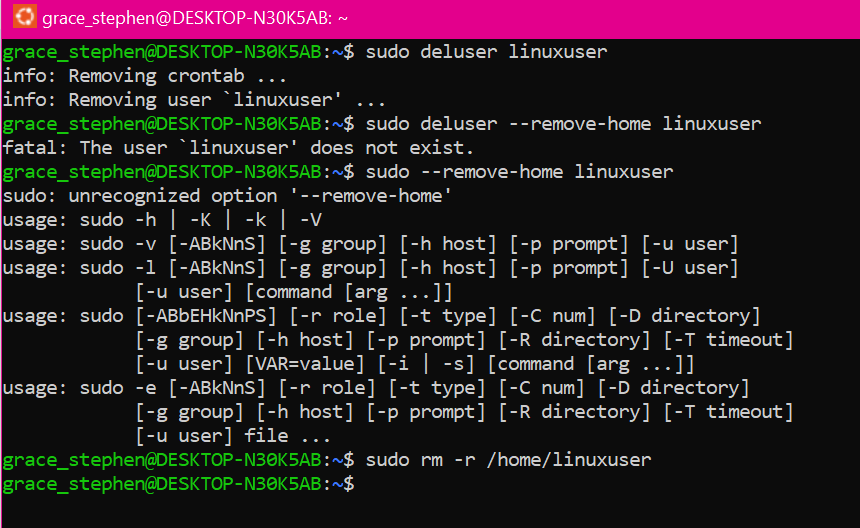 grace_stephen@DESKTOP-N30K5AB: ~
grace_stephen@DESKTOP-N30K5AB:~$ sudo deluser linuxuser
info: Removing crontab ...
info: Removing user `linuxuser' ...
grace_stephen@DESKTOP-N30K5AB:~$ sudo deluser --remove-home linuxuser
fatal: The user `linuxuser' does not exist.
grace_stephen@DESKTOP-N30K5AB:~$ sudo --remove-home linuxuser
sudo: unrecognized option '--remove-home'
usage: sudo -h | -K | -k | -V
usage: sudo -v [-ABkNnS] [-g group] [-h host] [-p prompt] [-u user]
usage: sudo -l [-ABkNnS] [-g group] [-h host] [-p prompt] [-U user]
            [-u user] [command [arg ...]]
usage: sudo [-ABbEHkNnPS] [-r role] [-t type] [-C num] [-D directory]
            [-g group] [-h host] [-p prompt] [-R directory] [-T timeout]
            [-u user] [VAR=value] [-i | -s] [command [arg ...]]
usage: sudo -e [-ABkNnS] [-r role] [-t type] [-C num] [-D directory]
            [-g group] [-h host] [-p prompt] [-R directory] [-T timeout]
            [-u user] file ...
grace_stephen@DESKTOP-N30K5AB:~$ sudo rm -r /home/linuxuser
grace_stephen@DESKTOP-N30K5AB:~$